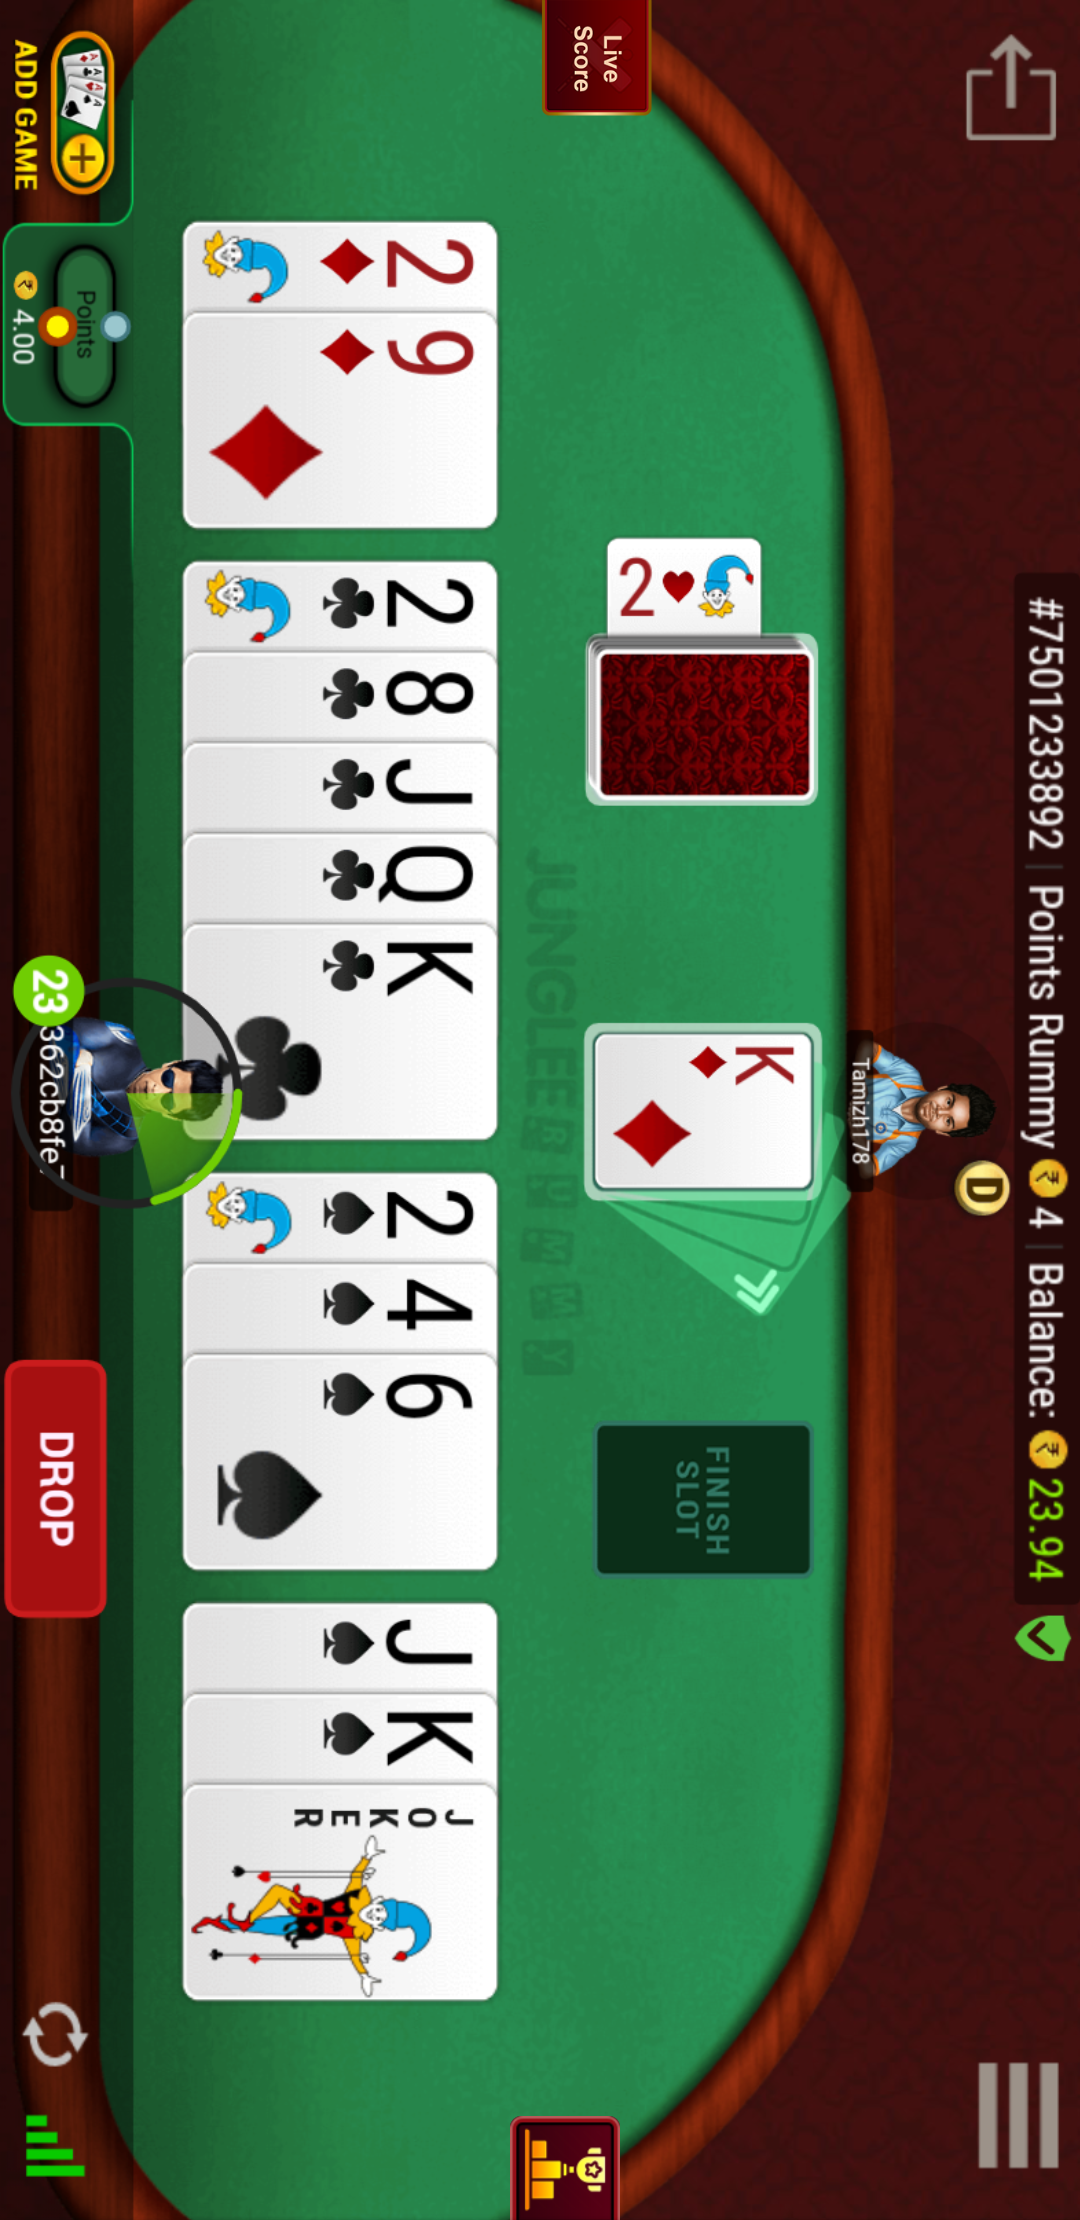 #7501233892 | Points Rummy ₹ 4 | Balance: ₹ 23.94
Live
Score
D
Tamizh178
2
K
FINISH
SLOT
JUNGLEE RUMMY
2
9
2
8
J
Q
K
2
4
6
J
K
JOKER
ADD GAME
Points
₹ 4.00
23
362cb8fe
DROP